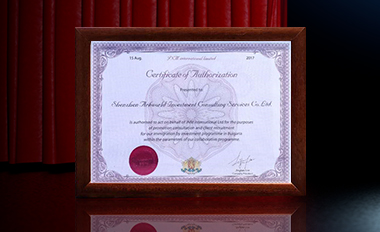 15 Aug
2017
Certificate of Authorization
Presented to
Shenzhen Artworld Investment Consulting Services Co. Ltd.
is authorised to act on behalf of International Ltd for the purposes
of promotion, consultation and client recruitment
for our immigration by investment programme in Bulgaria
within the parameters of our collaborative programme.